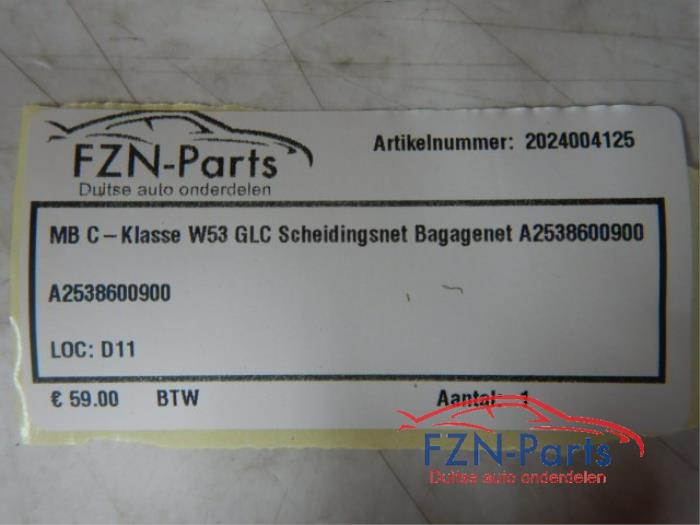 FZN-Parts
Duitse auto onderdelen
Artikelnummer: 2024004125
MB C-Klasse W53 GLC Scheidingsnet Bagagenet A2538600900
A2538600900
LOC: D11
€ 59.00 BTW Aantal: 1
FZN-Parts
Duitse auto onderdelen